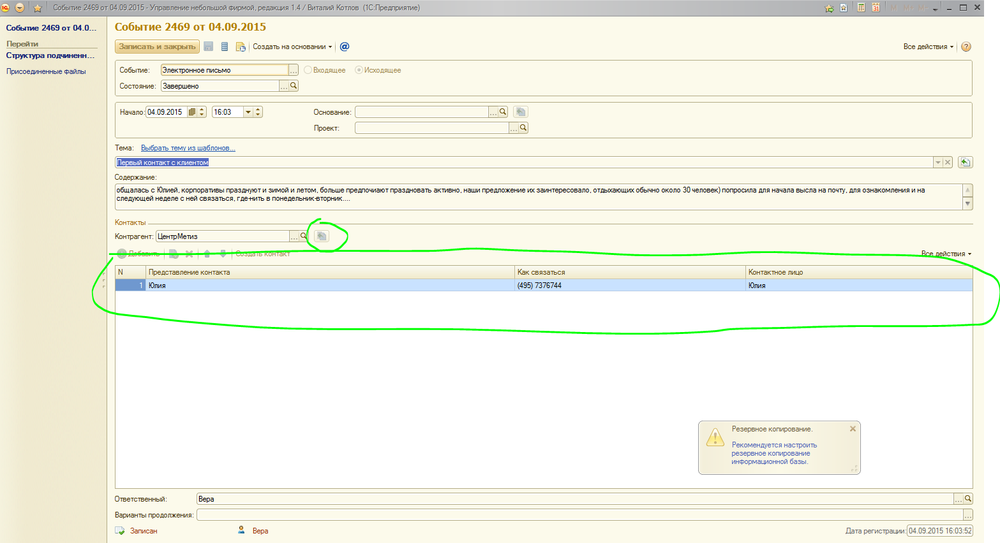 Событие 2469 от 04.09.2015 - Управление небольшой фирмой, редакция 1.4 / Виталий Котлов (1С:Предприятие)
M M+ M-
Событие 2469 от 04.0...
Перейти
Структура подчиненн...
Присоединенные файлы
Событие 2469 от 04.09.2015
Записать и закрыть Создать на основании Все действия
Событие: Электронное письмо ... Входящее Исходящее
Состояние: Завершено ...
Начало: 04.09.2015 16:03 Основание: ...
Проект: ...
Тема: Выбрать тему из шаблонов...
Первый контакт с клиентом
Содержание:
общалась с Юлией, корпоративы празднуют и зимой и летом, больше предпочиают праздновать активно, наши предложение их заинтересовало, отдыхающих обычно около 30 человек) попросила для начала высла на почту, для ознакомления и на
следующей неделе с ней связаться, где-нить в понедельник-вторник....
Контакты
Контрагент: ЦентрМетиз ...
Добавить Создать контакт Все действия
N Представление контакта Как связаться Контактное лицо
1 Юлия (495) 7376744 Юлия
Резервное копирование.
Рекомендуется настроить
резервное копирование
информационной базы.
Ответственный: Вера ...
Варианты продолжения: ...
Записан Вера Дата регистрации: 04.09.2015 16:03:52